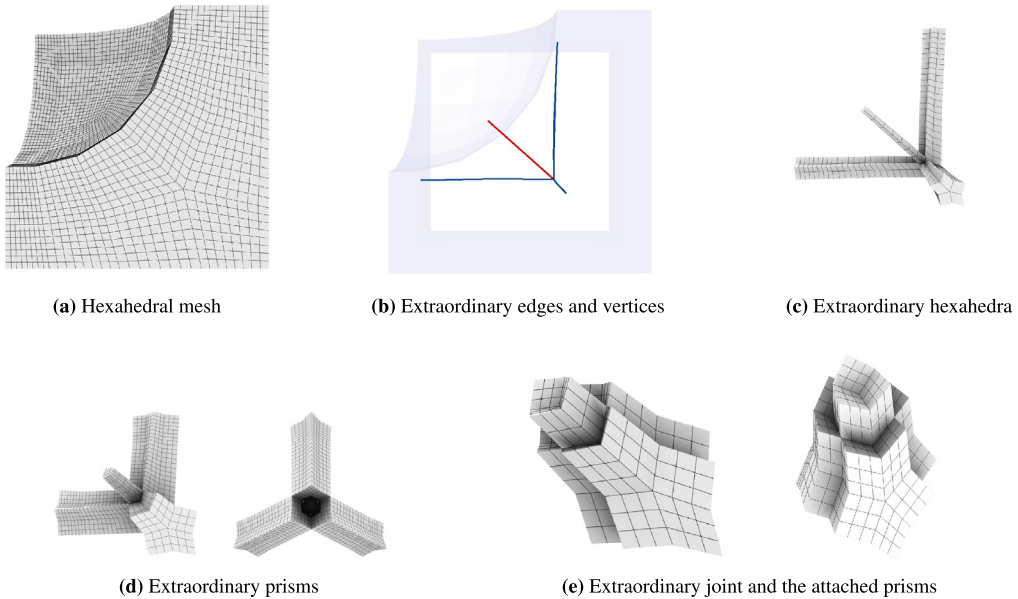 (a) Hexahedral mesh
(b) Extraordinary edges and vertices
(c) Extraordinary hexahedra
(d) Extraordinary prisms
(e) Extraordinary joint and the attached prisms